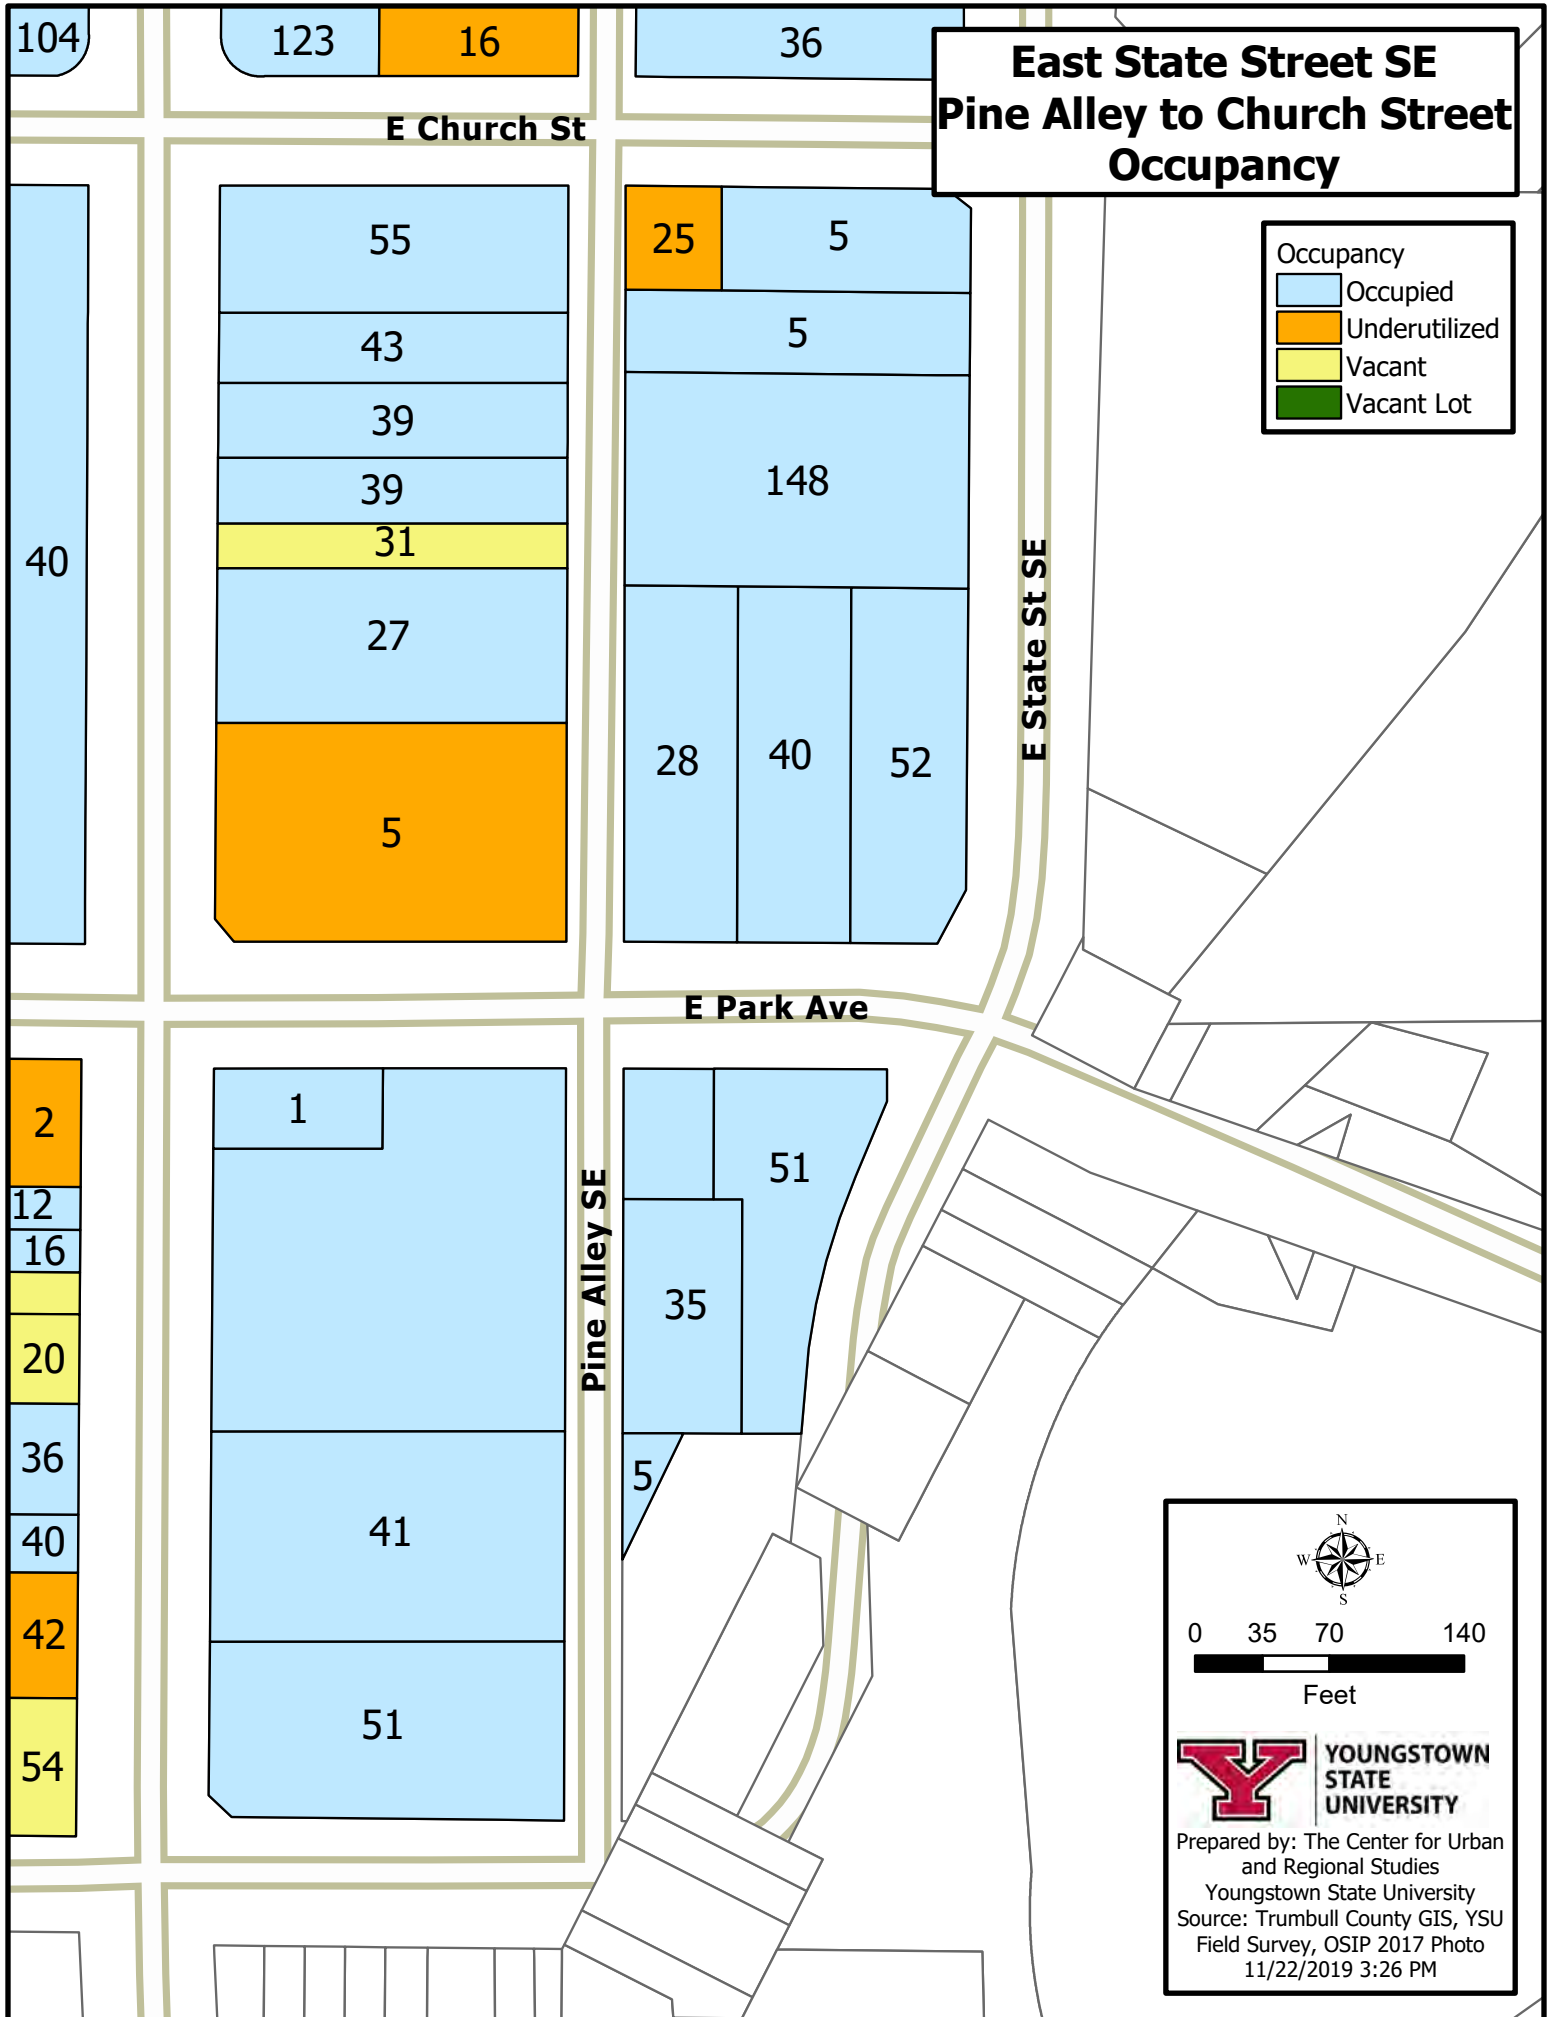 104
123
16
36
East State Street SE
Pine Alley to Church Street
Occupancy
E Church St
55
25
5
Occupancy
Occupied
Underutilized
Vacant
Vacant Lot
43
5
39
148
39
31
40
27
E State St SE
28
40
52
5
E Park Ave
2
1
51
12
16
Pine Alley SE
35
20
36
5
41
40
42
51
54
N
W
E
S
0 35 70 140
Feet
Y
YOUNGSTOWN
STATE
UNIVERSITY
Prepared by: The Center for Urban
and Regional Studies
Youngstown State University
Source: Trumbull County GIS, YSU
Field Survey, OSIP 2017 Photo
11/22/2019 3:26 PM